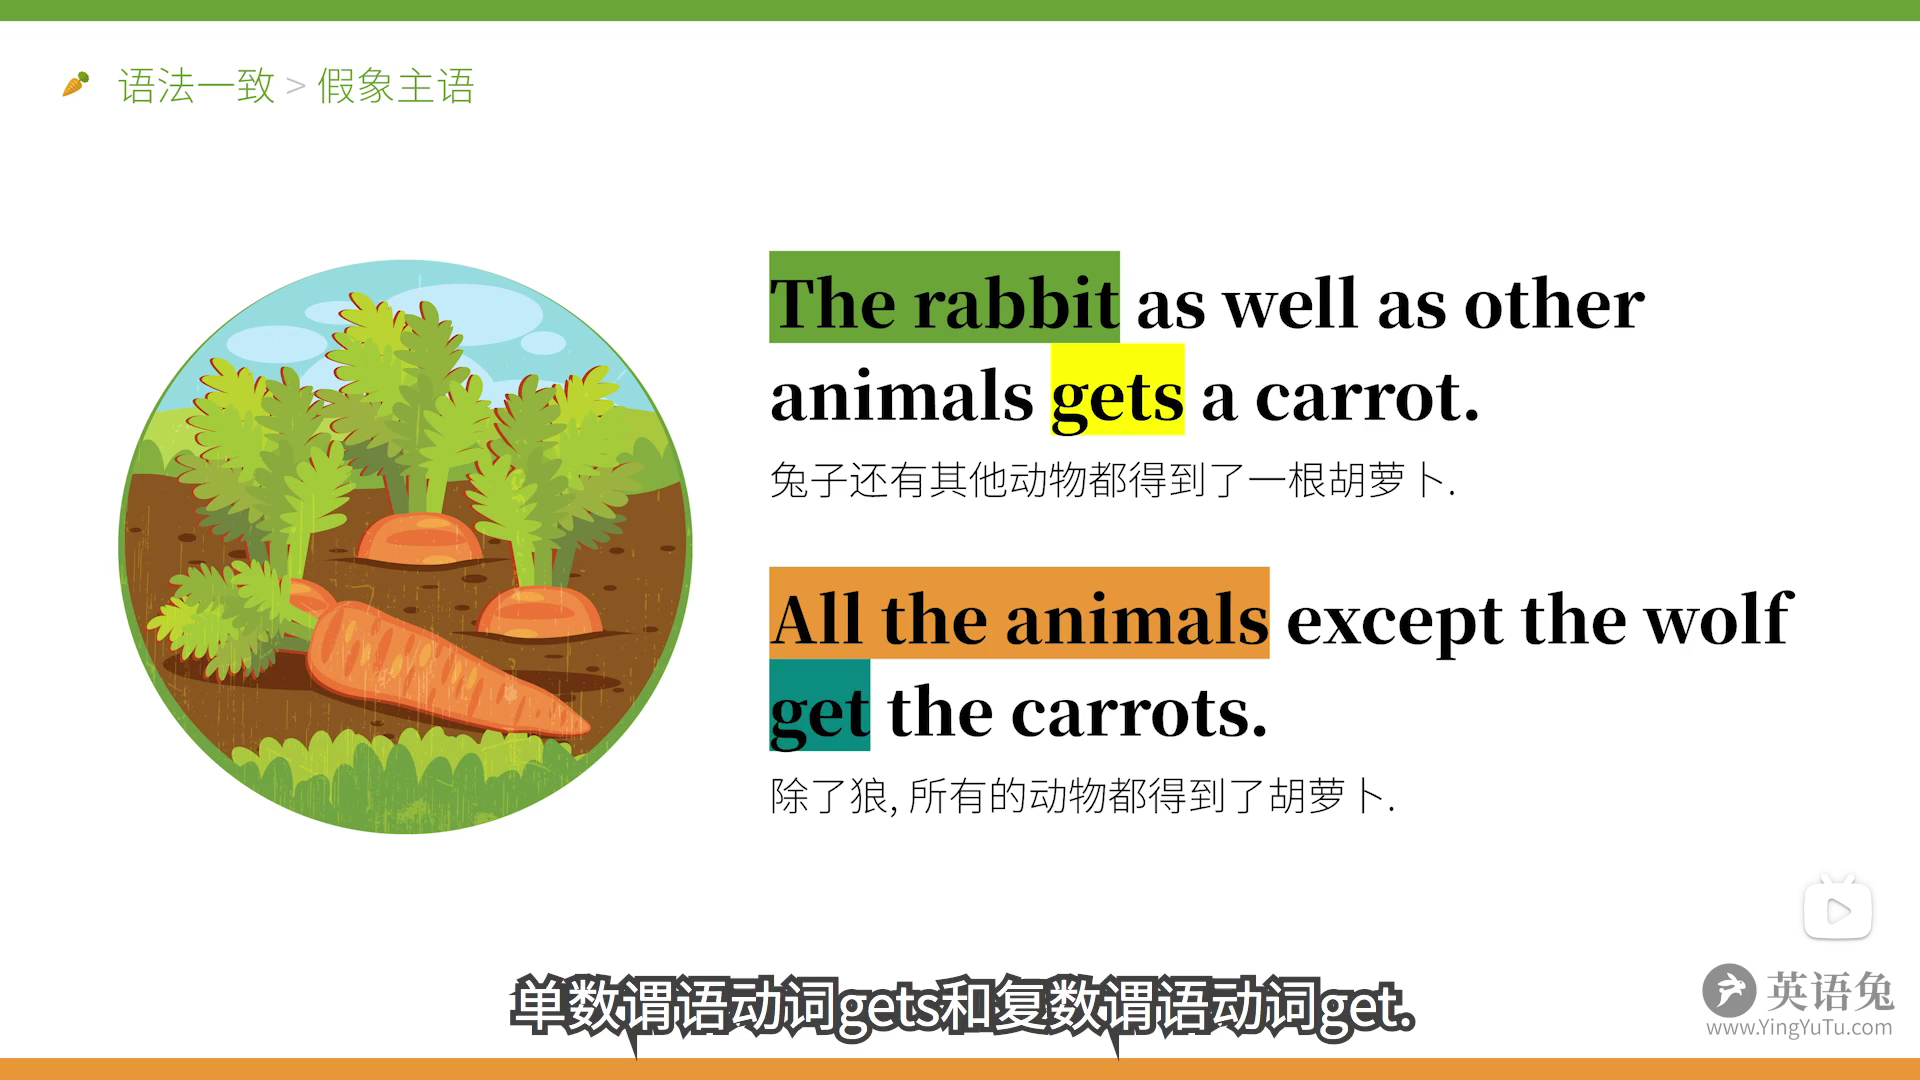 语法一致 > 假象主语
The rabbit as well as other
animals gets a carrot.
兔子还有其他动物都得到了一根胡萝卜.
All the animals except the wolf
get the carrots.
除了狼, 所有的动物都得到了胡萝卜.
单数谓语动词gets和复数谓语动词get.
英语兔
www.YingYuTu.com